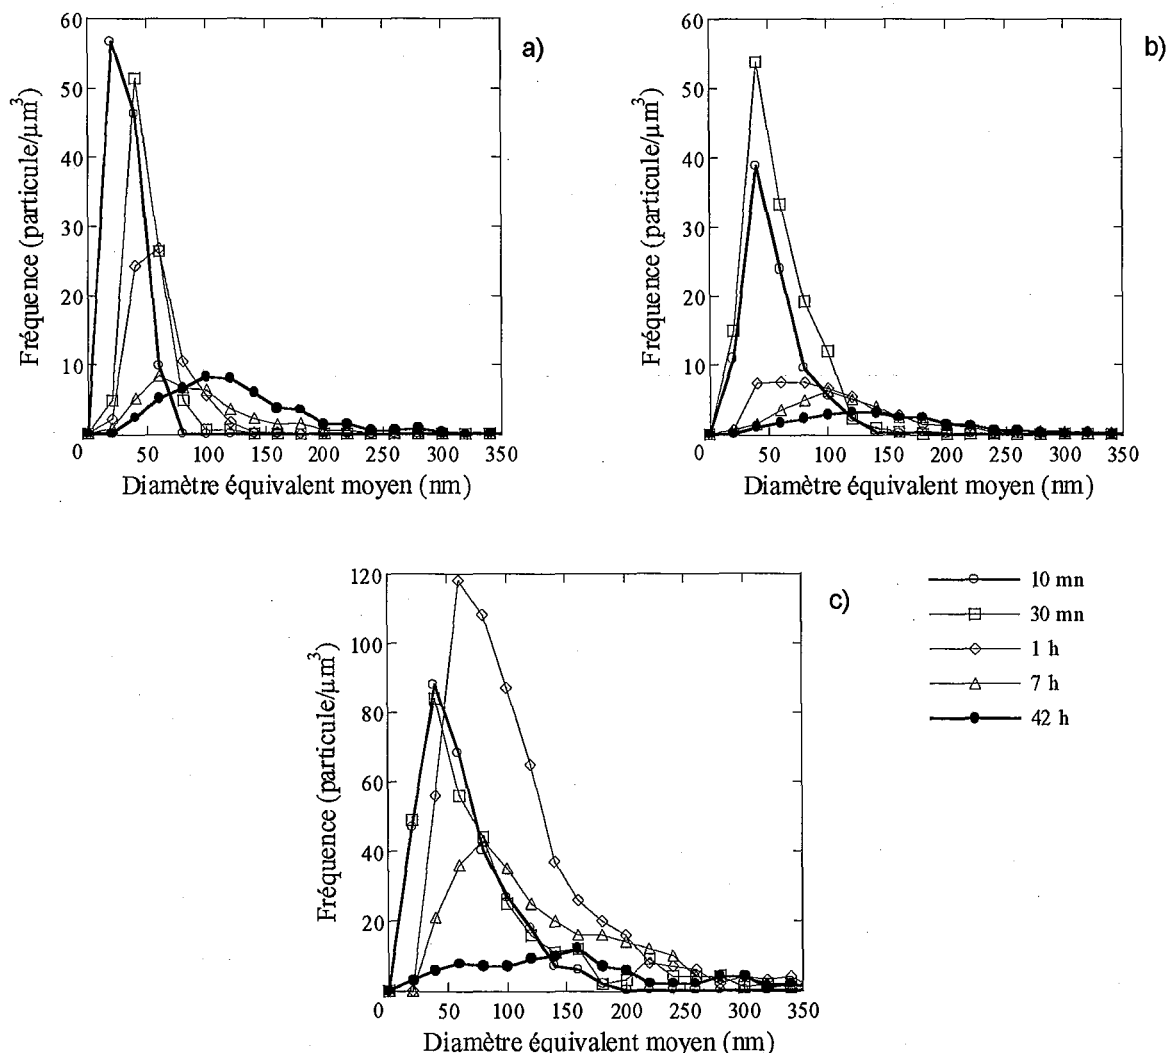 a)
60
50
40
30
20
10
Fréquence (particule/µm³)
0 50 100 150 200 250 300 350
Diamètre équivalent moyen (nm)
b)
60
50
40
30
20
10
Fréquence (particule/µm³)
0 50 100 150 200 250 300 350
Diamètre équivalent moyen (nm)
c)
120
100
80
60
40
20
Fréquence (particule/µm³)
0 50 100 150 200 250 300 350
Diamètre équivalent moyen (nm)
10 mn
30 mn
1 h
7 h
42 h